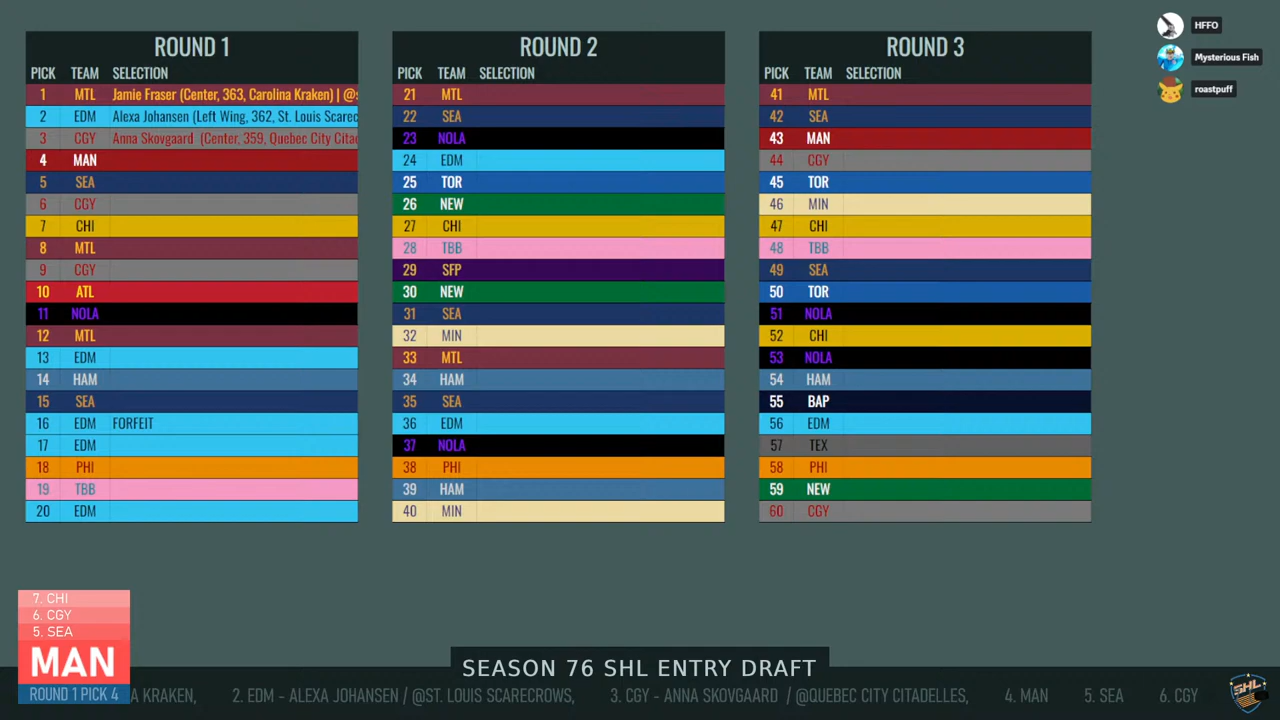 ROUND 1
PICK TEAM SELECTION
1 MTL Jamie Fraser (Center, 363, Carolina Kraken) | @s
2 EDM Alexa Johansen (Left Wing, 362, St. Louis Scarec
3 CGY Anna Skovgaard (Center, 359, Quebec City Citad
4 MAN
5 SEA
6 CGY
7 CHI
8 MTL
9 CGY
10 ATL
11 NOLA
12 MTL
13 EDM
14 HAM
15 SEA
16 EDM FORFEIT
17 EDM
18 PHI
19 TBB
20 EDM
ROUND 2
PICK TEAM SELECTION
21 MTL
22 SEA
23 NOLA
24 EDM
25 TOR
26 NEW
27 CHI
28 TBB
29 SFP
30 NEW
31 SEA
32 MIN
33 MTL
34 HAM
35 SEA
36 EDM
37 NOLA
38 PHI
39 HAM
40 MIN
ROUND 3
PICK TEAM SELECTION
41 MTL
42 SEA
43 MAN
44 CGY
45 TOR
46 MIN
47 CHI
48 TBB
49 SEA
50 TOR
51 NOLA
52 CHI
53 NOLA
54 HAM
55 BAP
56 EDM
57 TEX
58 PHI
59 NEW
60 CGY
HFFO
Mysterious Fish
roastpuff
7. CHI
6. CGY
5. SEA
MAN
ROUND 1 PICK 4
SEASON 76 SHL ENTRY DRAFT
A KRAKEN, 2. EDM - ALEXA JOHANSEN / @ST. LOUIS SCARECROWS, 3. CGY - ANNA SKOVGAARD / @QUEBEC CITY CITADELLES, 4. MAN 5. SEA 6. CGY
SHL